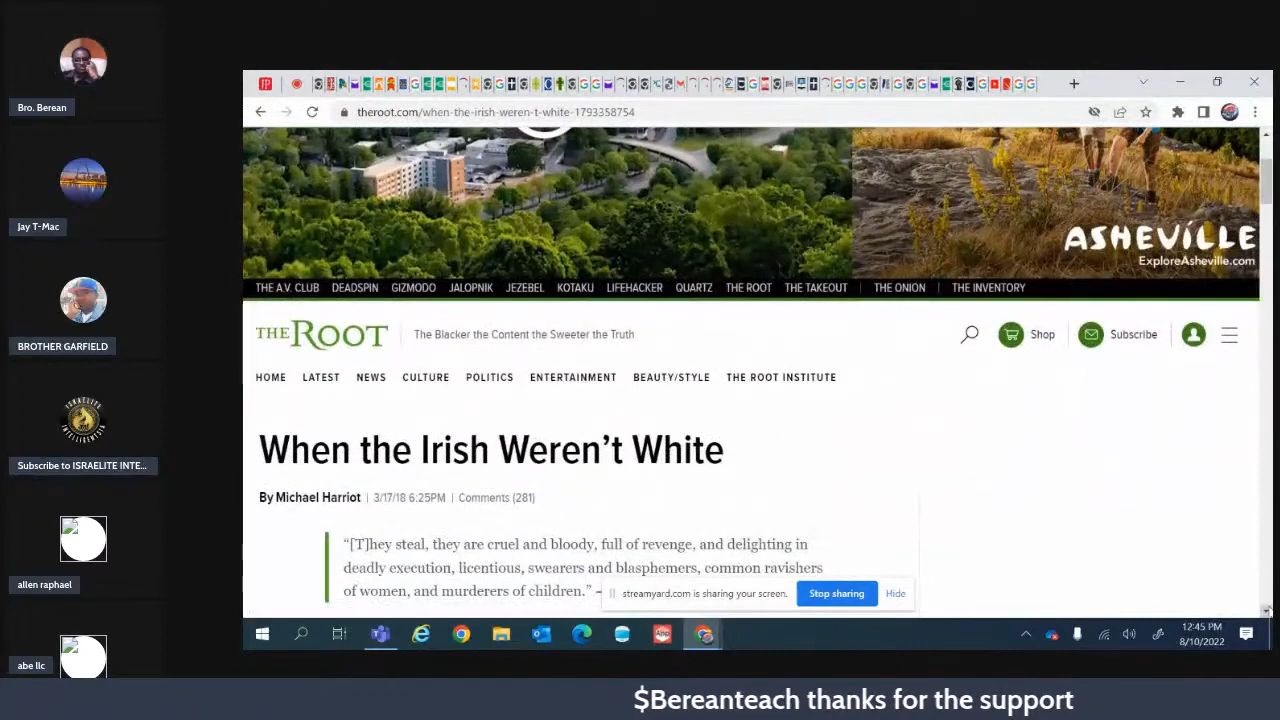 Bro. Berean
Jay T-Mac
BROTHER GARFIELD
ISRAELITE
Subscribe to ISRAELITE INTE...
allen raphael
abe llc
theroot.com/when-the-irish-weren-t-white-1793358754
ASHEVILLE
ExploreAsheville.com
THE A.V. CLUB DEADSPIN GIZMODO JALOPNIK JEZEBEL KOTAKU LIFEHACKER QUARTZ THE ROOT THE TAKEOUT THE ONION THE INVENTORY
THE ROOT The Blacker the Content the Sweeter the Truth Shop Subscribe
HOME LATEST NEWS CULTURE POLITICS ENTERTAINMENT BEAUTY/STYLE THE ROOT INSTITUTE
When the Irish Weren't White
By Michael Harriot | 3/17/18 6:25PM | Comments (281)
“[T]hey steal, they are cruel and bloody, full of revenge, and delighting in
deadly execution, licentious, swearers and blasphemers, common ravishers
of women, and murderers of children.” –
streamyard.com is sharing your screen. Stop sharing Hide
12:45 PM
8/10/2022
$Bereanteach thanks for the support